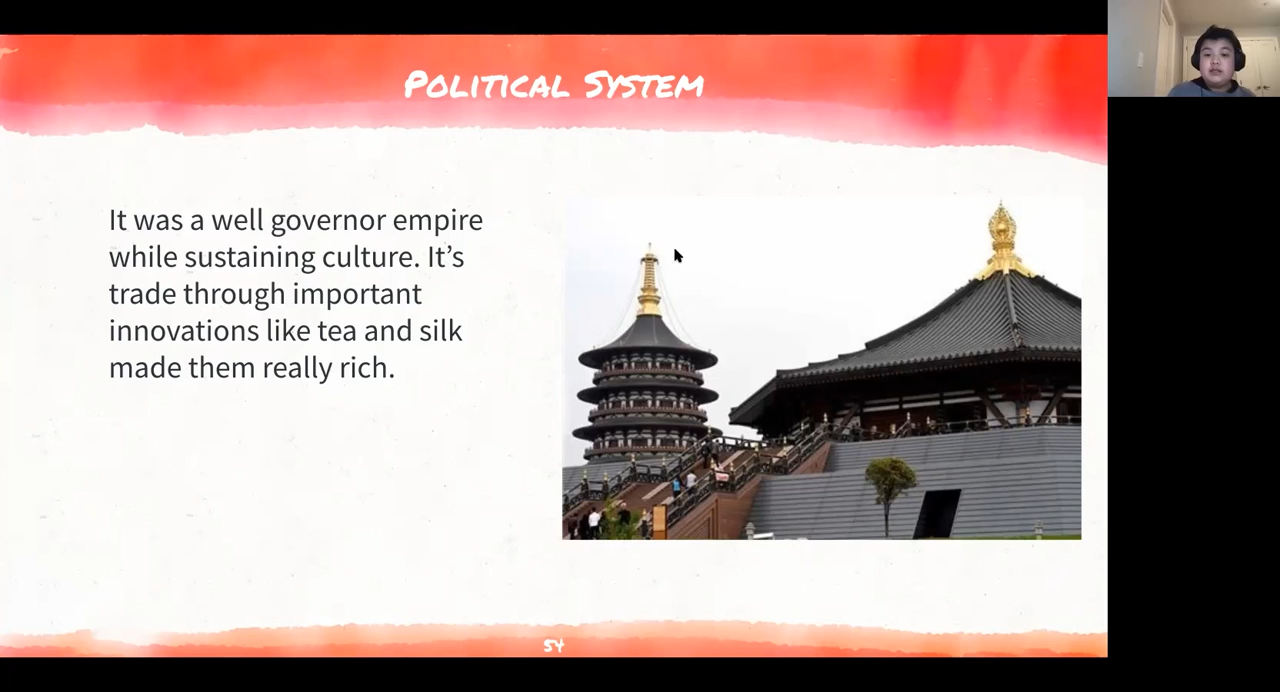 Political System
It was a well governor empire
while sustaining culture. It’s
trade through important
innovations like tea and silk
made them really rich.
54